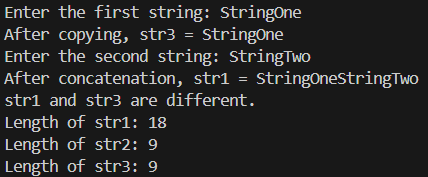 Enter the first string: StringOne
After copying, str3 = StringOne
Enter the second string: StringTwo
After concatenation, str1 = StringOneStringTwo
str1 and str3 are different.
Length of str1: 18
Length of str2: 9
Length of str3: 9